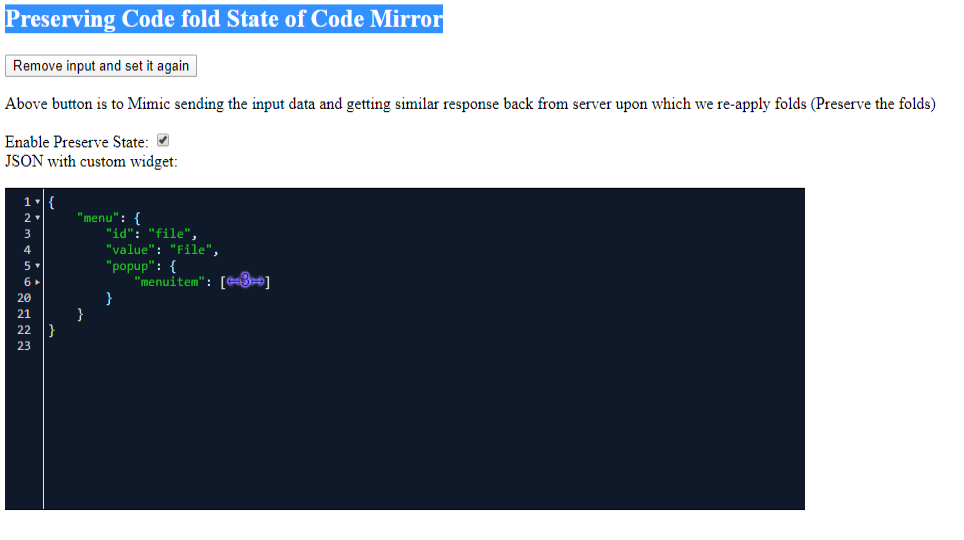 Preserving Code fold State of Code Mirror
Remove input and set it again
Above button is to Mimic sending the input data and getting similar response back from server upon which we re-apply folds (Preserve the folds)
Enable Preserve State:
JSON with custom widget:
1 {
2 "menu": {
3 "id": "file",
4 "value": "File",
5 "popup": {
6 "menuitem": [↔3↔]
20 }
21 }
22 }
23